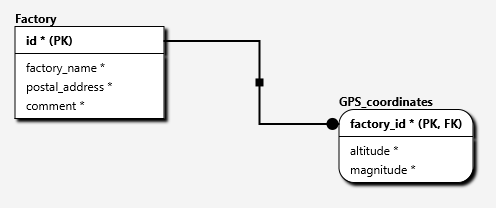 Factory
id * (PK)
factory_name *
postal_address *
comment *
GPS_coordinates
factory_id * (PK, FK)
altitude *
magnitude *